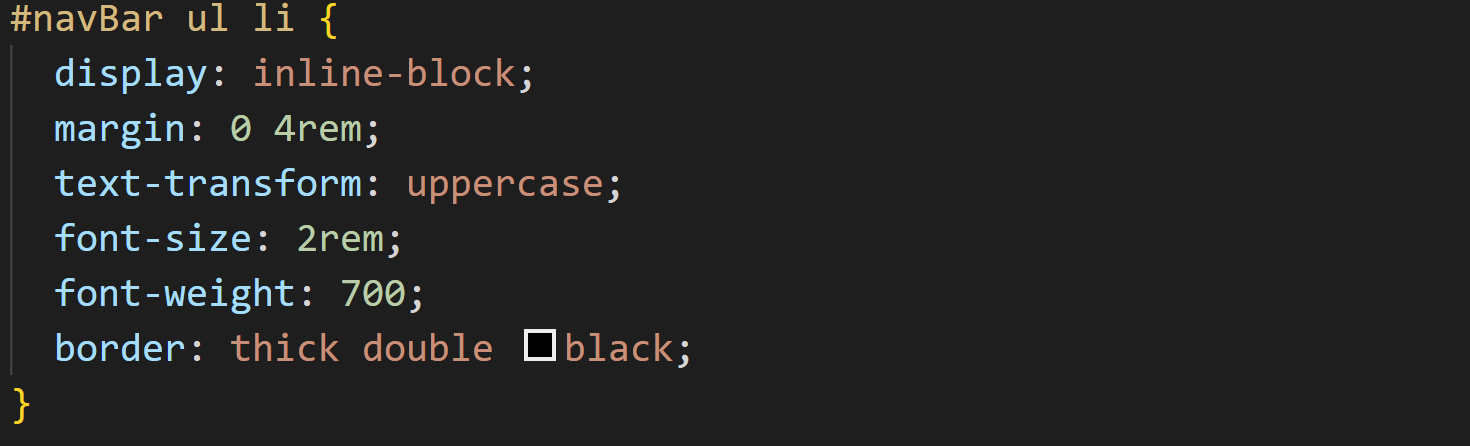 #navBar ul li {
display: inline-block;
margin: 0 4rem;
text-transform: uppercase;
font-size: 2rem;
font-weight: 700;
border: thick double black;
}